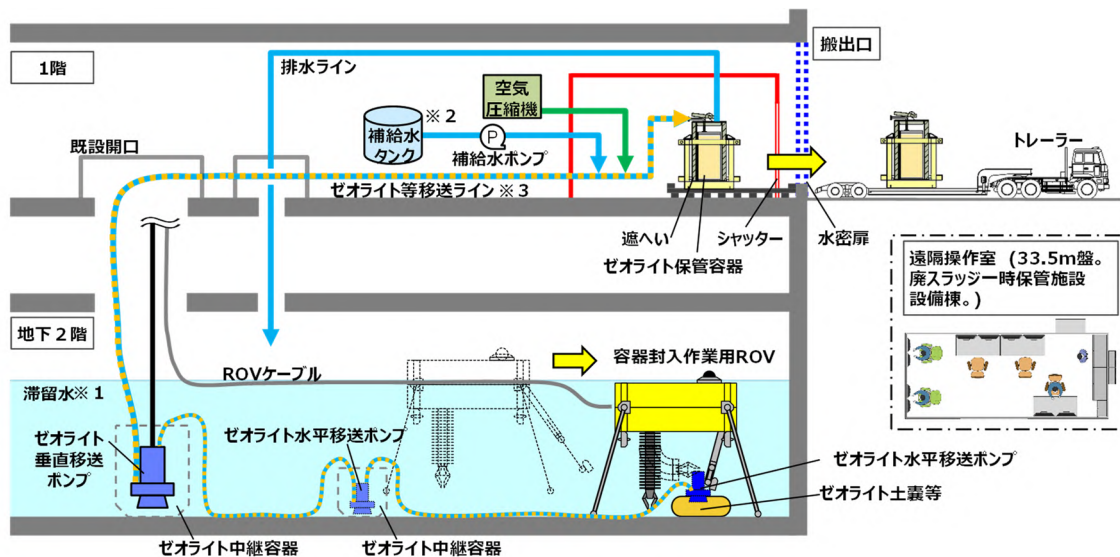 1階
排水ライン
空気
圧縮機
※2
補給水
タンク
P
補給水ポンプ
搬出口
トレーラー
既設開口
ゼオライト等移送ライン※3
遮へい
シャッター
水密扉
ゼオライト保管容器
遠隔操作室 (33.5m盤。
廃スラッジ一時保管施設
設備棟。)
地下2階
ROVケーブル
容器封入作業用ROV
滞留水※1
ゼオライト
垂直移送
ポンプ
ゼオライト水平移送ポンプ
ゼオライト水平移送ポンプ
ゼオライト土嚢等
ゼオライト中継容器
ゼオライト中継容器